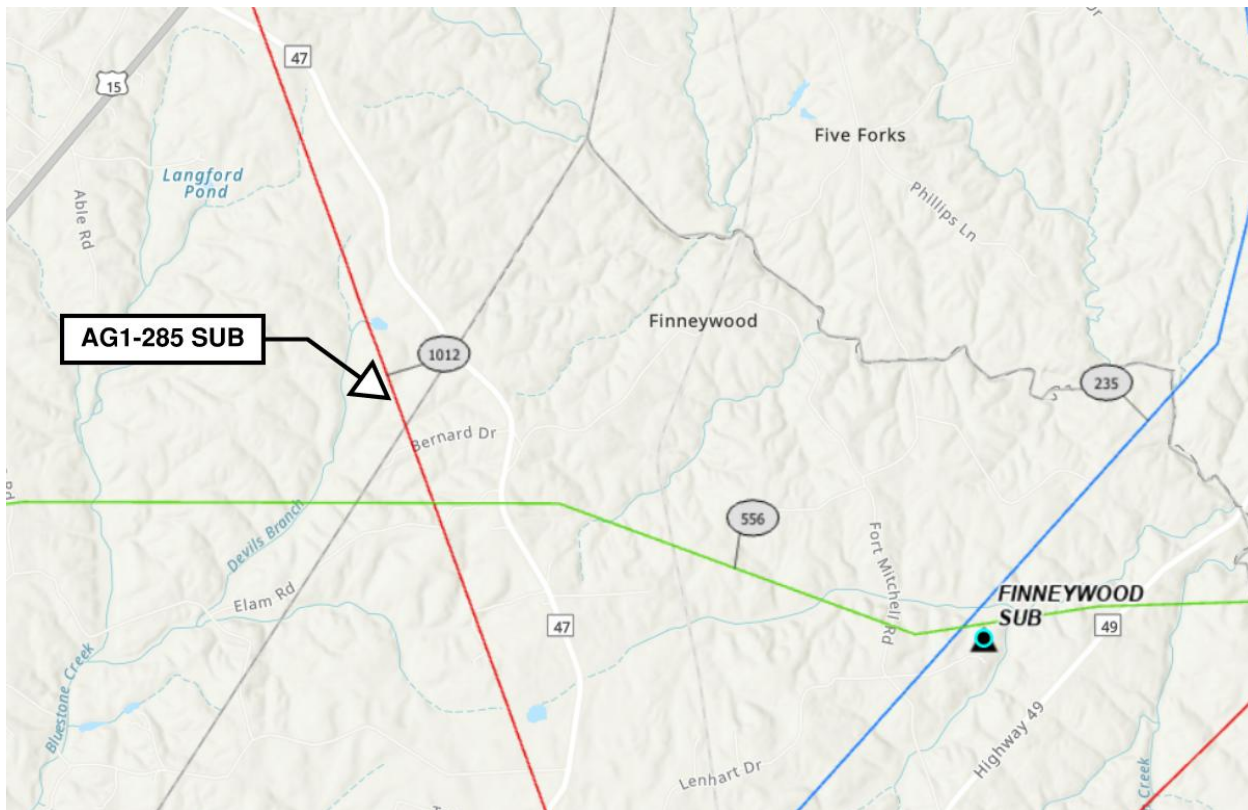 47
15
Five Forks
Langford
Pond
Able Rd
Phillips Ln
AG1-285 SUB
Finneywood
1012
235
Bernard Dr
Rd
556
Devils Branch
Fort Mitchell Rd
Elam Rd
FINNEYWOOD
SUB
47
49
Bluestone Creek
Highway 49
Lenhart Dr
Creek